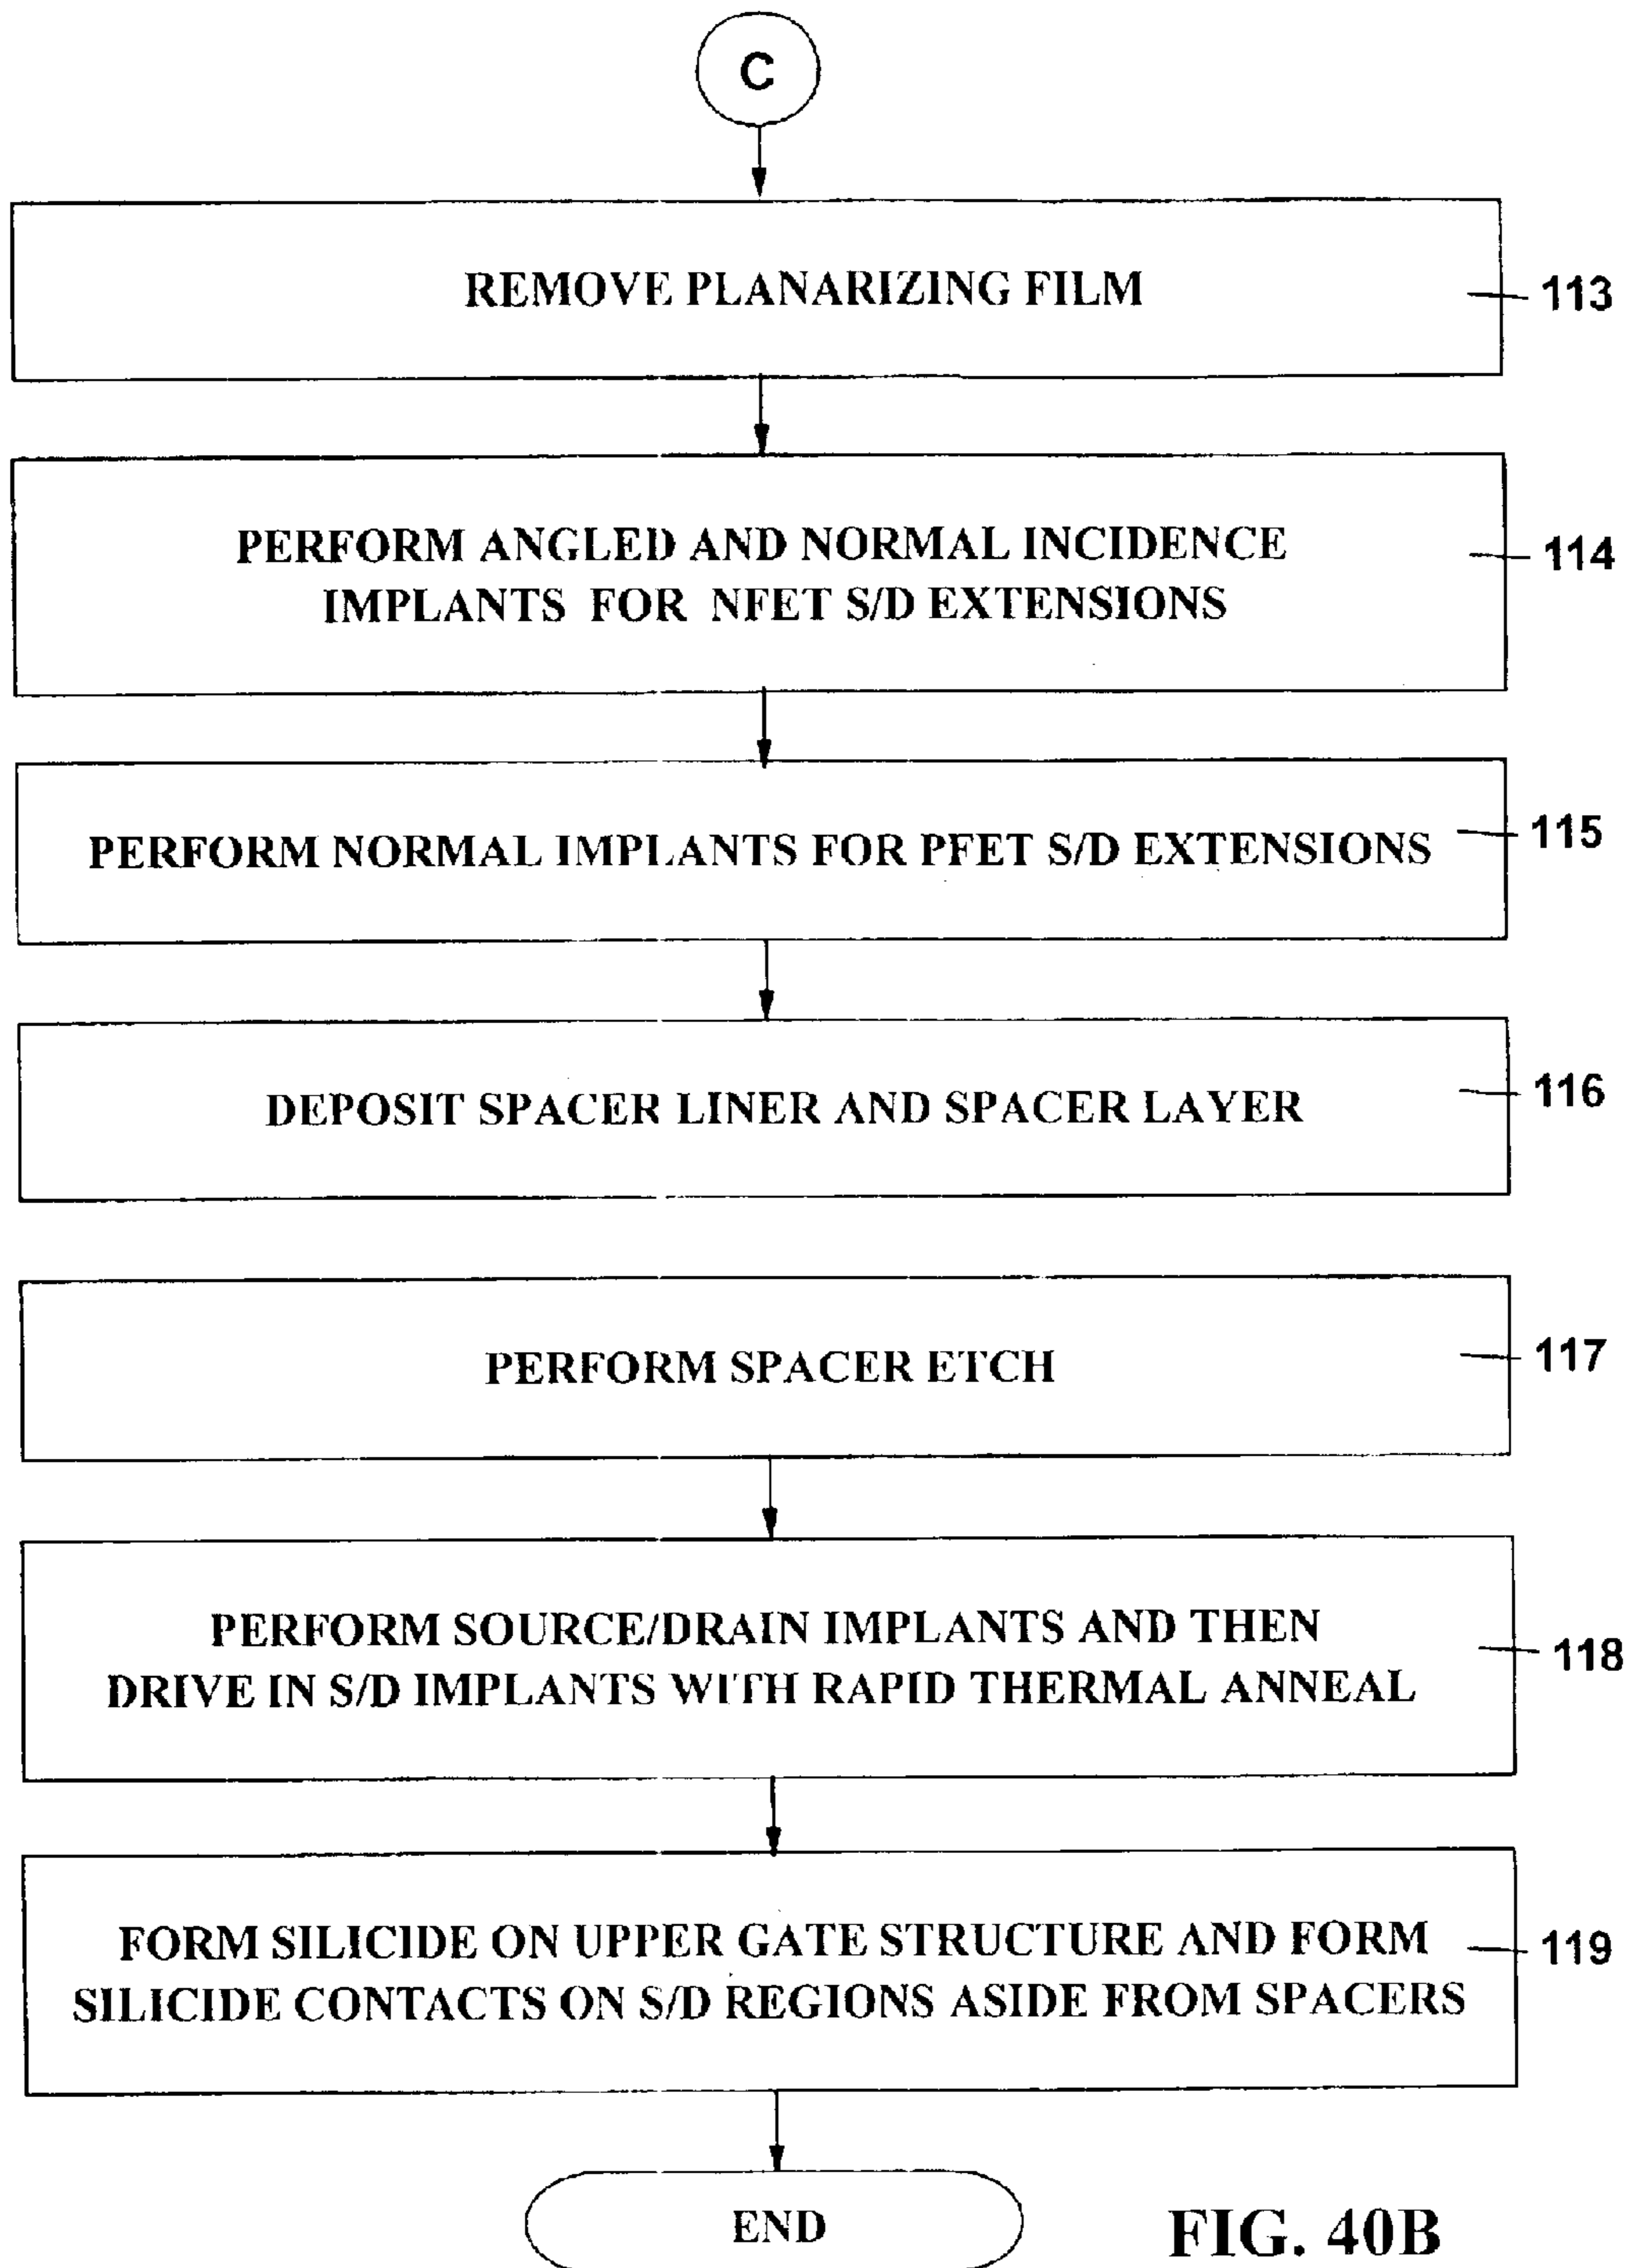 C
REMOVE PLANARIZING FILM
113
PERFORM ANGLED AND NORMAL INCIDENCE
IMPLANTS FOR NFET S/D EXTENSIONS
114
PERFORM NORMAL IMPLANTS FOR PFET S/D EXTENSIONS
115
DEPOSIT SPACER LINER AND SPACER LAYER
116
PERFORM SPACER ETCH
117
PERFORM SOURCE/DRAIN IMPLANTS AND THEN
DRIVE IN S/D IMPLANTS WITH RAPID THERMAL ANNEAL
118
FORM SILICIDE ON UPPER GATE STRUCTURE AND FORM
SILICIDE CONTACTS ON S/D REGIONS ASIDE FROM SPACERS
119
END
FIG. 40B